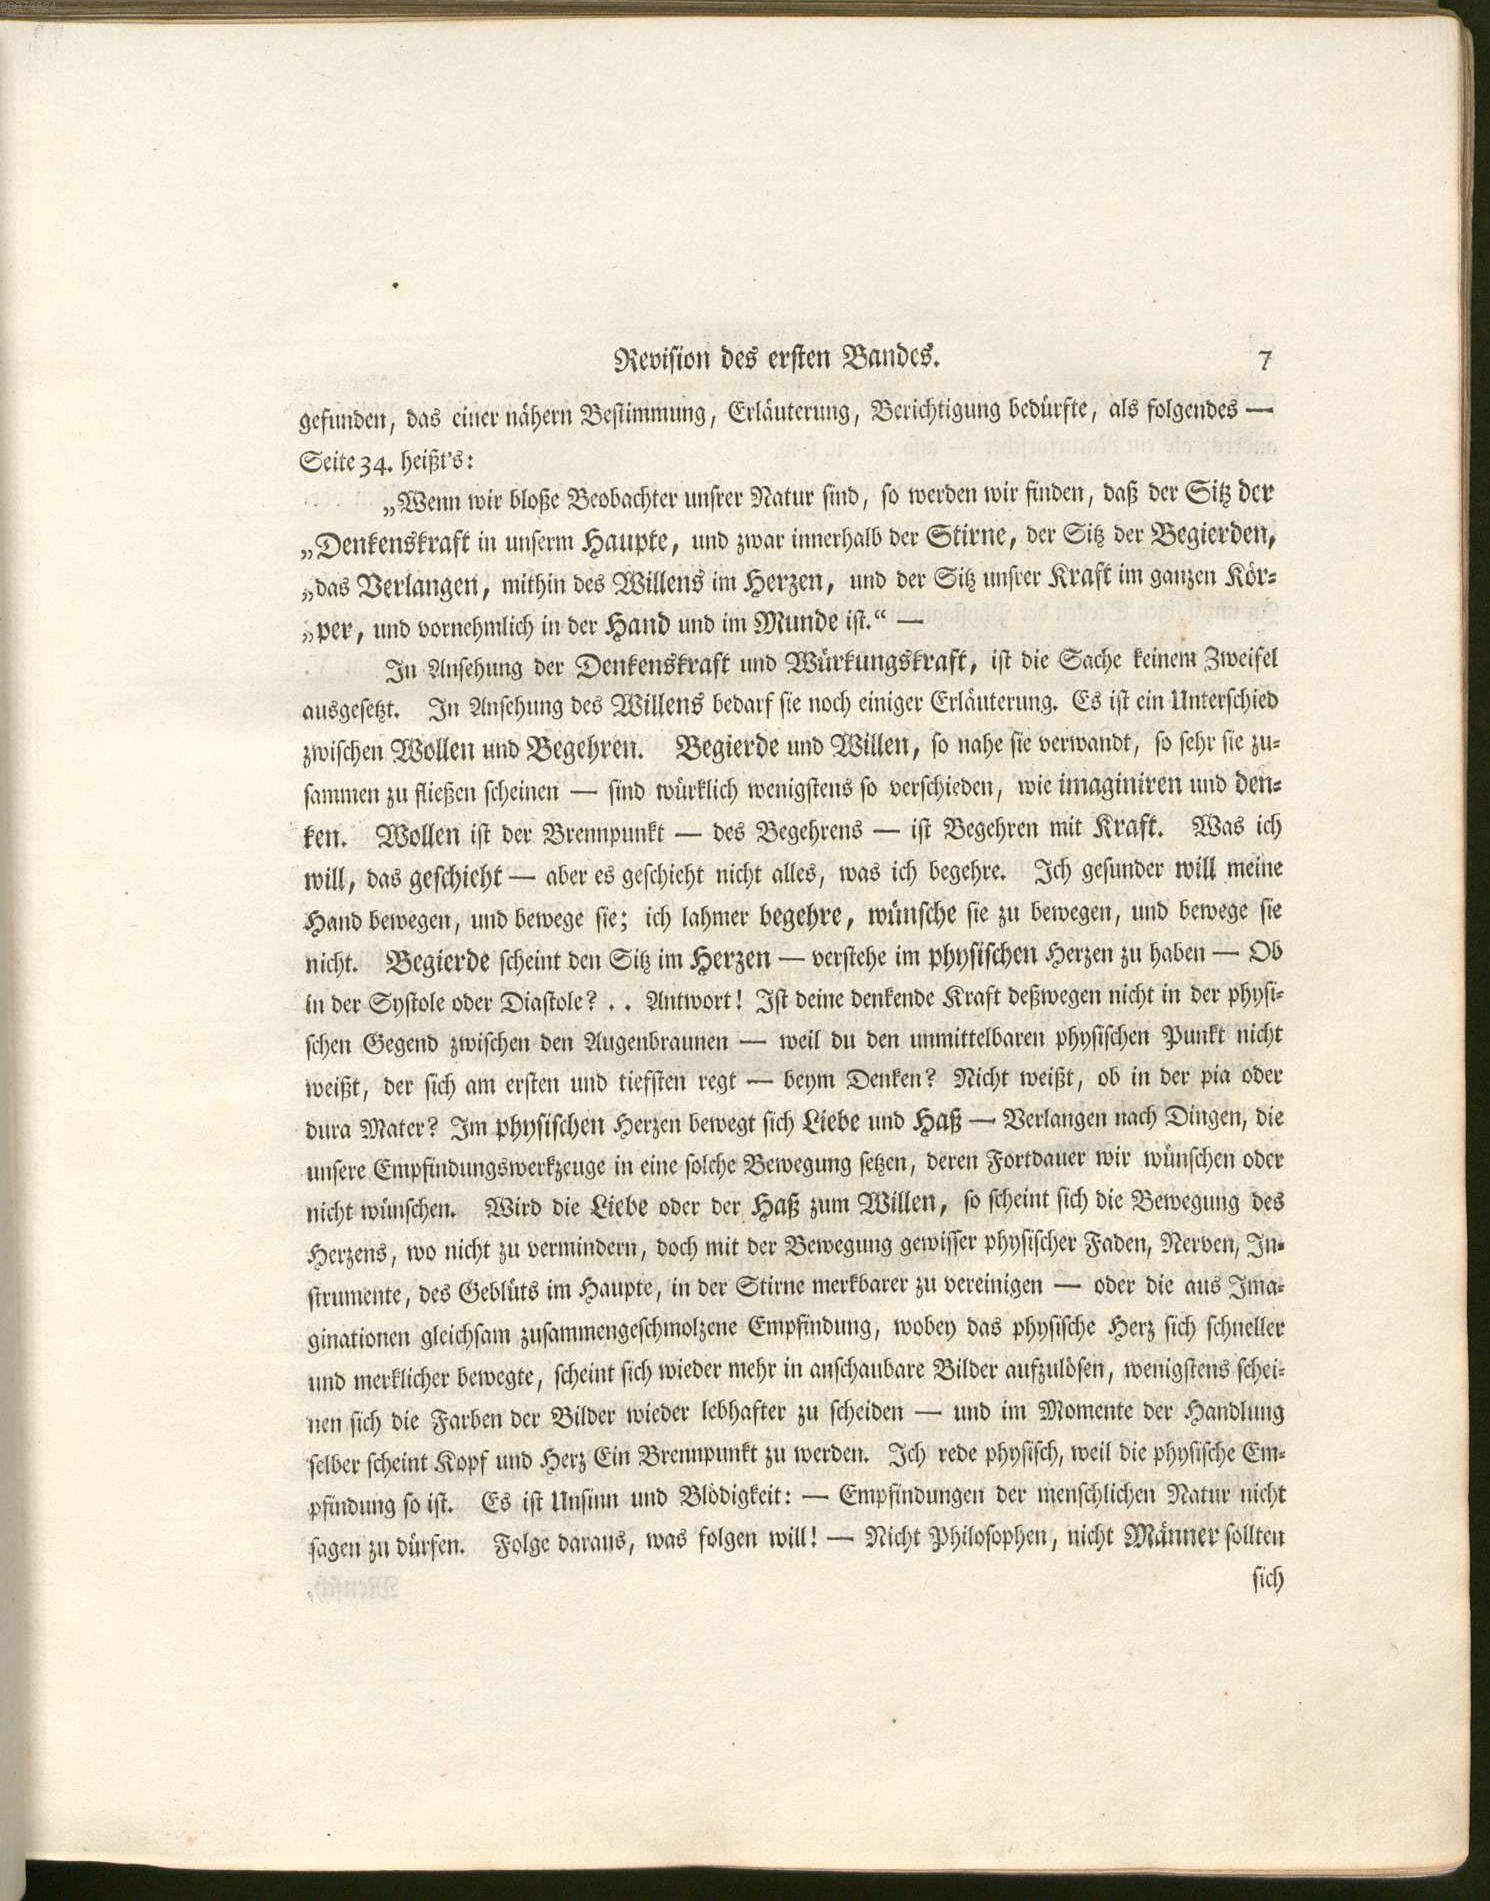 Revision des ersten Bandes. 7
gefunden, das einer nähern Bestimmung, Erläuterung, Berichtigung bedürfte, als folgendes —
Seite 34. heißt's:
„Wenn wir bloße Beobachter unsrer Natur sind, so werden wir finden, daß der Sitz der
„Denkenskraft in unserm Haupte, und zwar innerhalb der Stirne, der Sitz der Begierden,
„das Verlangen, mithin des Willens im Herzen, und der Sitz unsrer Kraft im ganzen Kör-
„per, und vornehmlich in der Hand und im Munde ist.“ —
In Ansehung der Denkenskraft und Würkungskraft, ist die Sache keinem Zweifel
ausgesetzt. In Ansehung des Willens bedarf sie noch einiger Erläuterung. Es ist ein Unterschied
zwischen Wollen und Begehren. Begierde und Willen, so nahe sie verwandt, so sehr sie zu-
sammen zu fließen scheinen — sind würklich wenigstens so verschieden, wie imaginiren und den-
ken. Wollen ist der Brennpunkt — des Begehrens — ist Begehren mit Kraft. Was ich
will, das geschieht — aber es geschieht nicht alles, was ich begehre. Ich gesunder will meine
Hand bewegen, und bewege sie; ich lahmer begehre, wünsche sie zu bewegen, und bewege sie
nicht. Begierde scheint den Sitz im Herzen — verstehe im physischen Herzen zu haben — Ob
in der Systole oder Diastole? . . Antwort! Ist deine denkende Kraft deßwegen nicht in der physi-
schen Gegend zwischen den Augenbraunen — weil du den unmittelbaren physischen Punkt nicht
weißt, der sich am ersten und tiefsten regt — beym Denken? Nicht weißt, ob in der pia oder
dura Mater? Im physischen Herzen bewegt sich Liebe und Haß — Verlangen nach Dingen, die
unsere Empfindungswerkzeuge in eine solche Bewegung setzen, deren Fortdauer wir wünschen oder
nicht wünschen. Wird die Liebe oder der Haß zum Willen, so scheint sich die Bewegung des
Herzens, wo nicht zu vermindern, doch mit der Bewegung gewisser physischer Faden, Nerven, In-
strumente, des Geblüts im Haupte, in der Stirne merkbarer zu vereinigen — oder die aus Ima-
ginationen gleichsam zusammengeschmolzene Empfindung, wobey das physische Herz sich schneller
und merklicher bewegte, scheint sich wieder mehr in anschaubare Bilder aufzulösen, wenigstens schei-
nen sich die Farben der Bilder wieder lebhafter zu scheiden — und im Momente der Handlung
selber scheint Kopf und Herz Ein Brennpunkt zu werden. Ich rede physisch, weil die physische Em-
pfindung so ist. Es ist Unsinn und Blödigkeit: — Empfindungen der menschlichen Natur nicht
sagen zu dürfen. Folge daraus, was folgen will! — Nicht Philosophen, nicht Männer sollten
sich